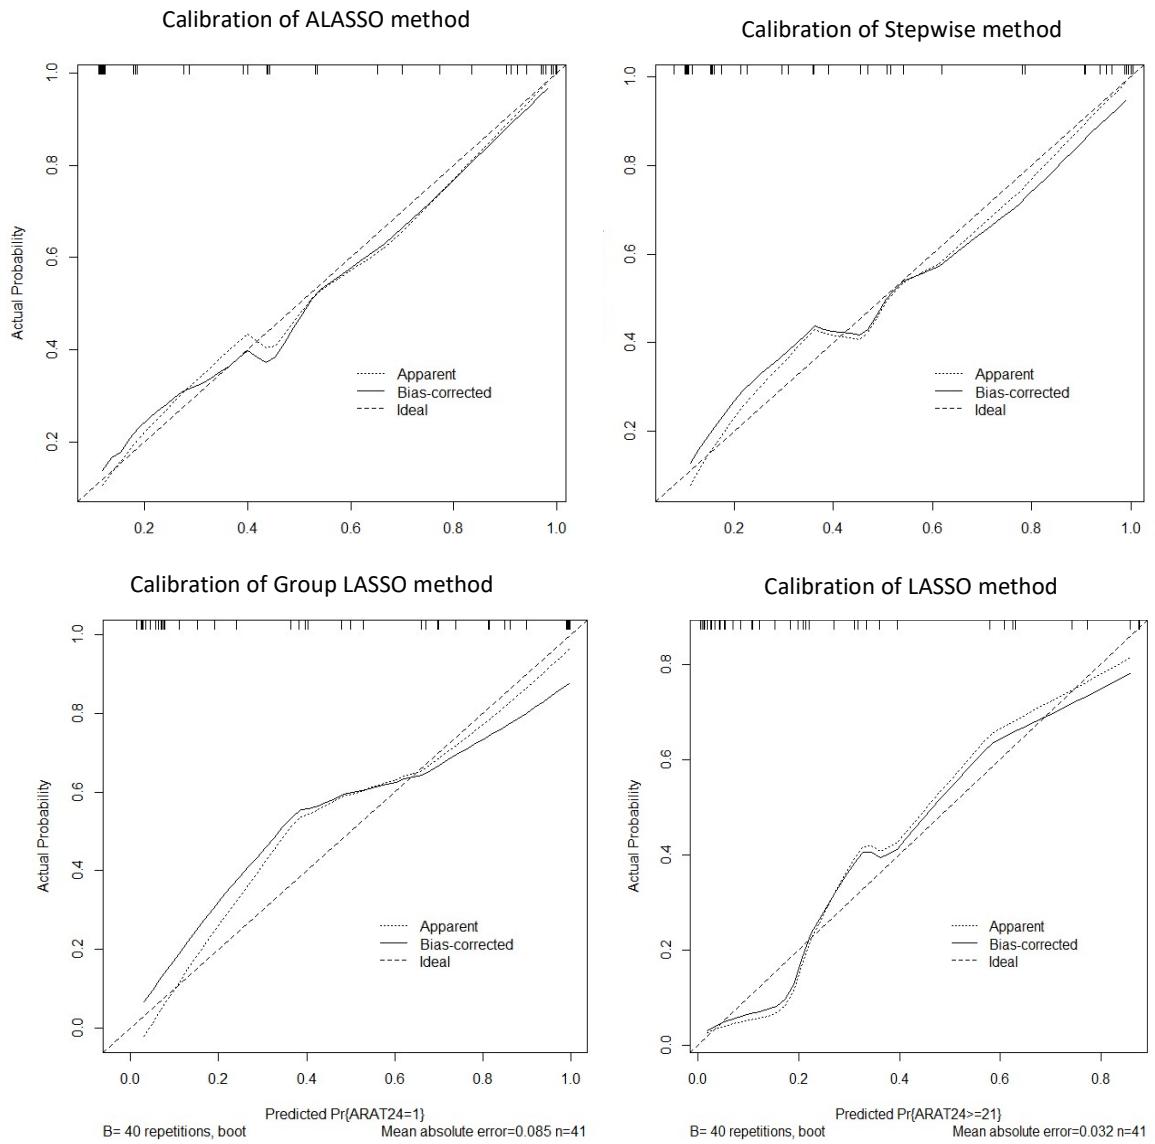 Calibration of ALASSO method
1.0
0.8
0.6
0.4
0.2
Actual Probability
Apparent
Bias-corrected
Ideal
0.2 0.4 0.6 0.8 1.0
Calibration of Stepwise method
1.0
0.8
0.6
0.4
0.2
Apparent
Bias-corrected
Ideal
0.2 0.4 0.6 0.8 1.0
Calibration of Group LASSO method
1.0
0.8
0.6
0.4
0.2
0.0
Actual Probability
Apparent
Bias-corrected
Ideal
0.0 0.2 0.4 0.6 0.8 1.0
Predicted Pr{ARAT24=1}
B= 40 repetitions, boot Mean absolute error=0.085 n=41
Calibration of LASSO method
0.8
0.6
0.4
0.2
0.0
Actual Probability
Apparent
Bias-corrected
Ideal
0.0 0.2 0.4 0.6 0.8
Predicted Pr{ARAT24>=21}
B= 40 repetitions, boot Mean absolute error=0.032 n=41